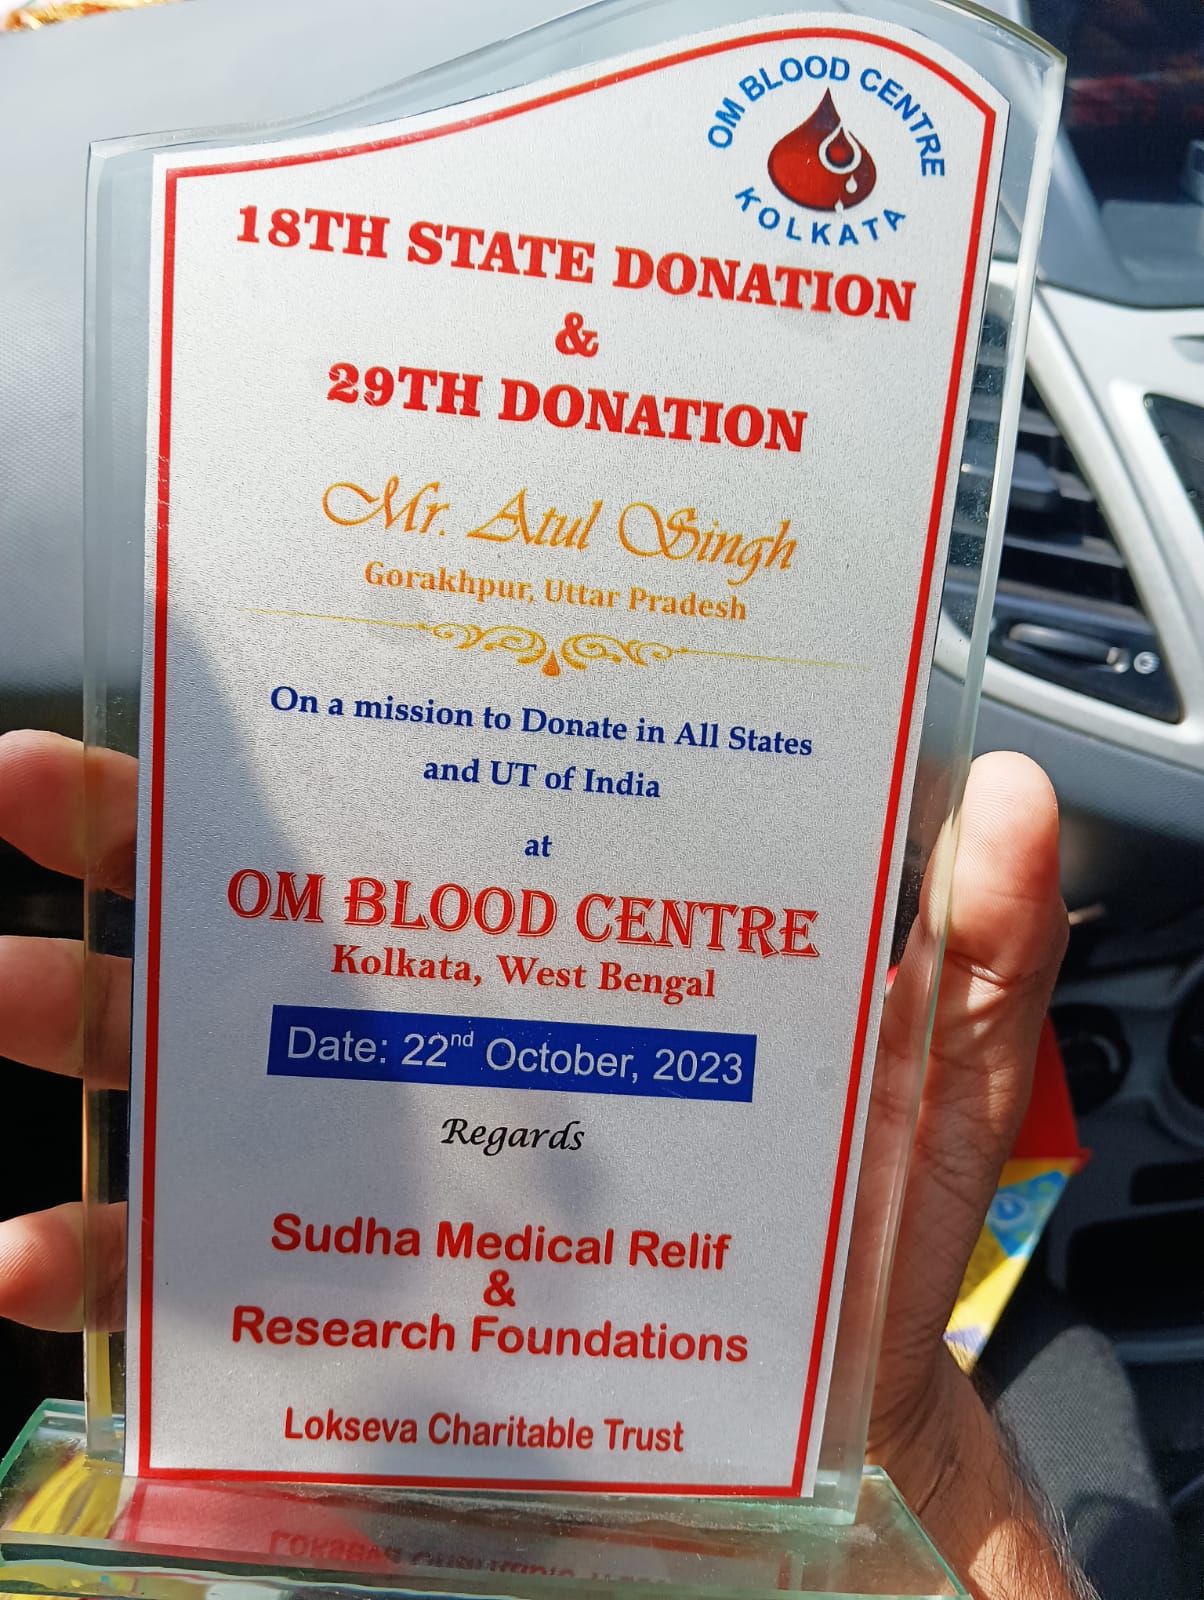 OM BLOOD CENTRE
KOLKATA
18TH STATE DONATION
&
29TH DONATION
Mr. Atul Singh
Gorakhpur, Uttar Pradesh
On a mission to Donate in All States
and UT of India
at
OM BLOOD CENTRE
Kolkata, West Bengal
Date: 22nd October, 2023
Regards
Sudha Medical Relif
&
Research Foundations
Lokseva Charitable Trust